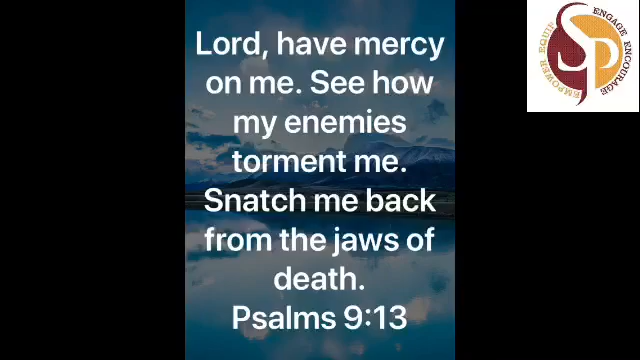 Lord, have mercy
on me. See how
my enemies
torment me.
Snatch me back
from the jaws of
death.
Psalms 9:13
SP
ENGAGE ENCOURAGE
EMPOWER EQUIP